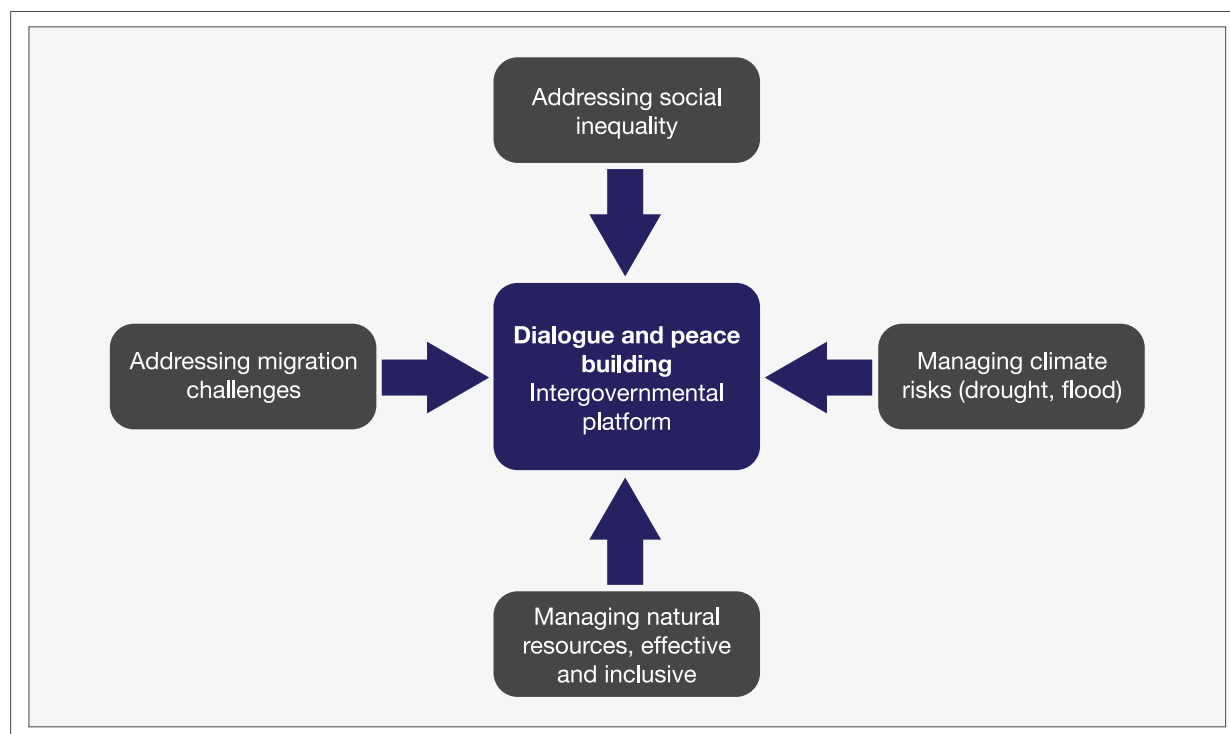 Addressing social
inequality
Addressing migration
challenges
Dialogue and peace
building
Intergovernmental
platform
Managing climate
risks (drought, flood)
Managing natural
resources, effective
and inclusive